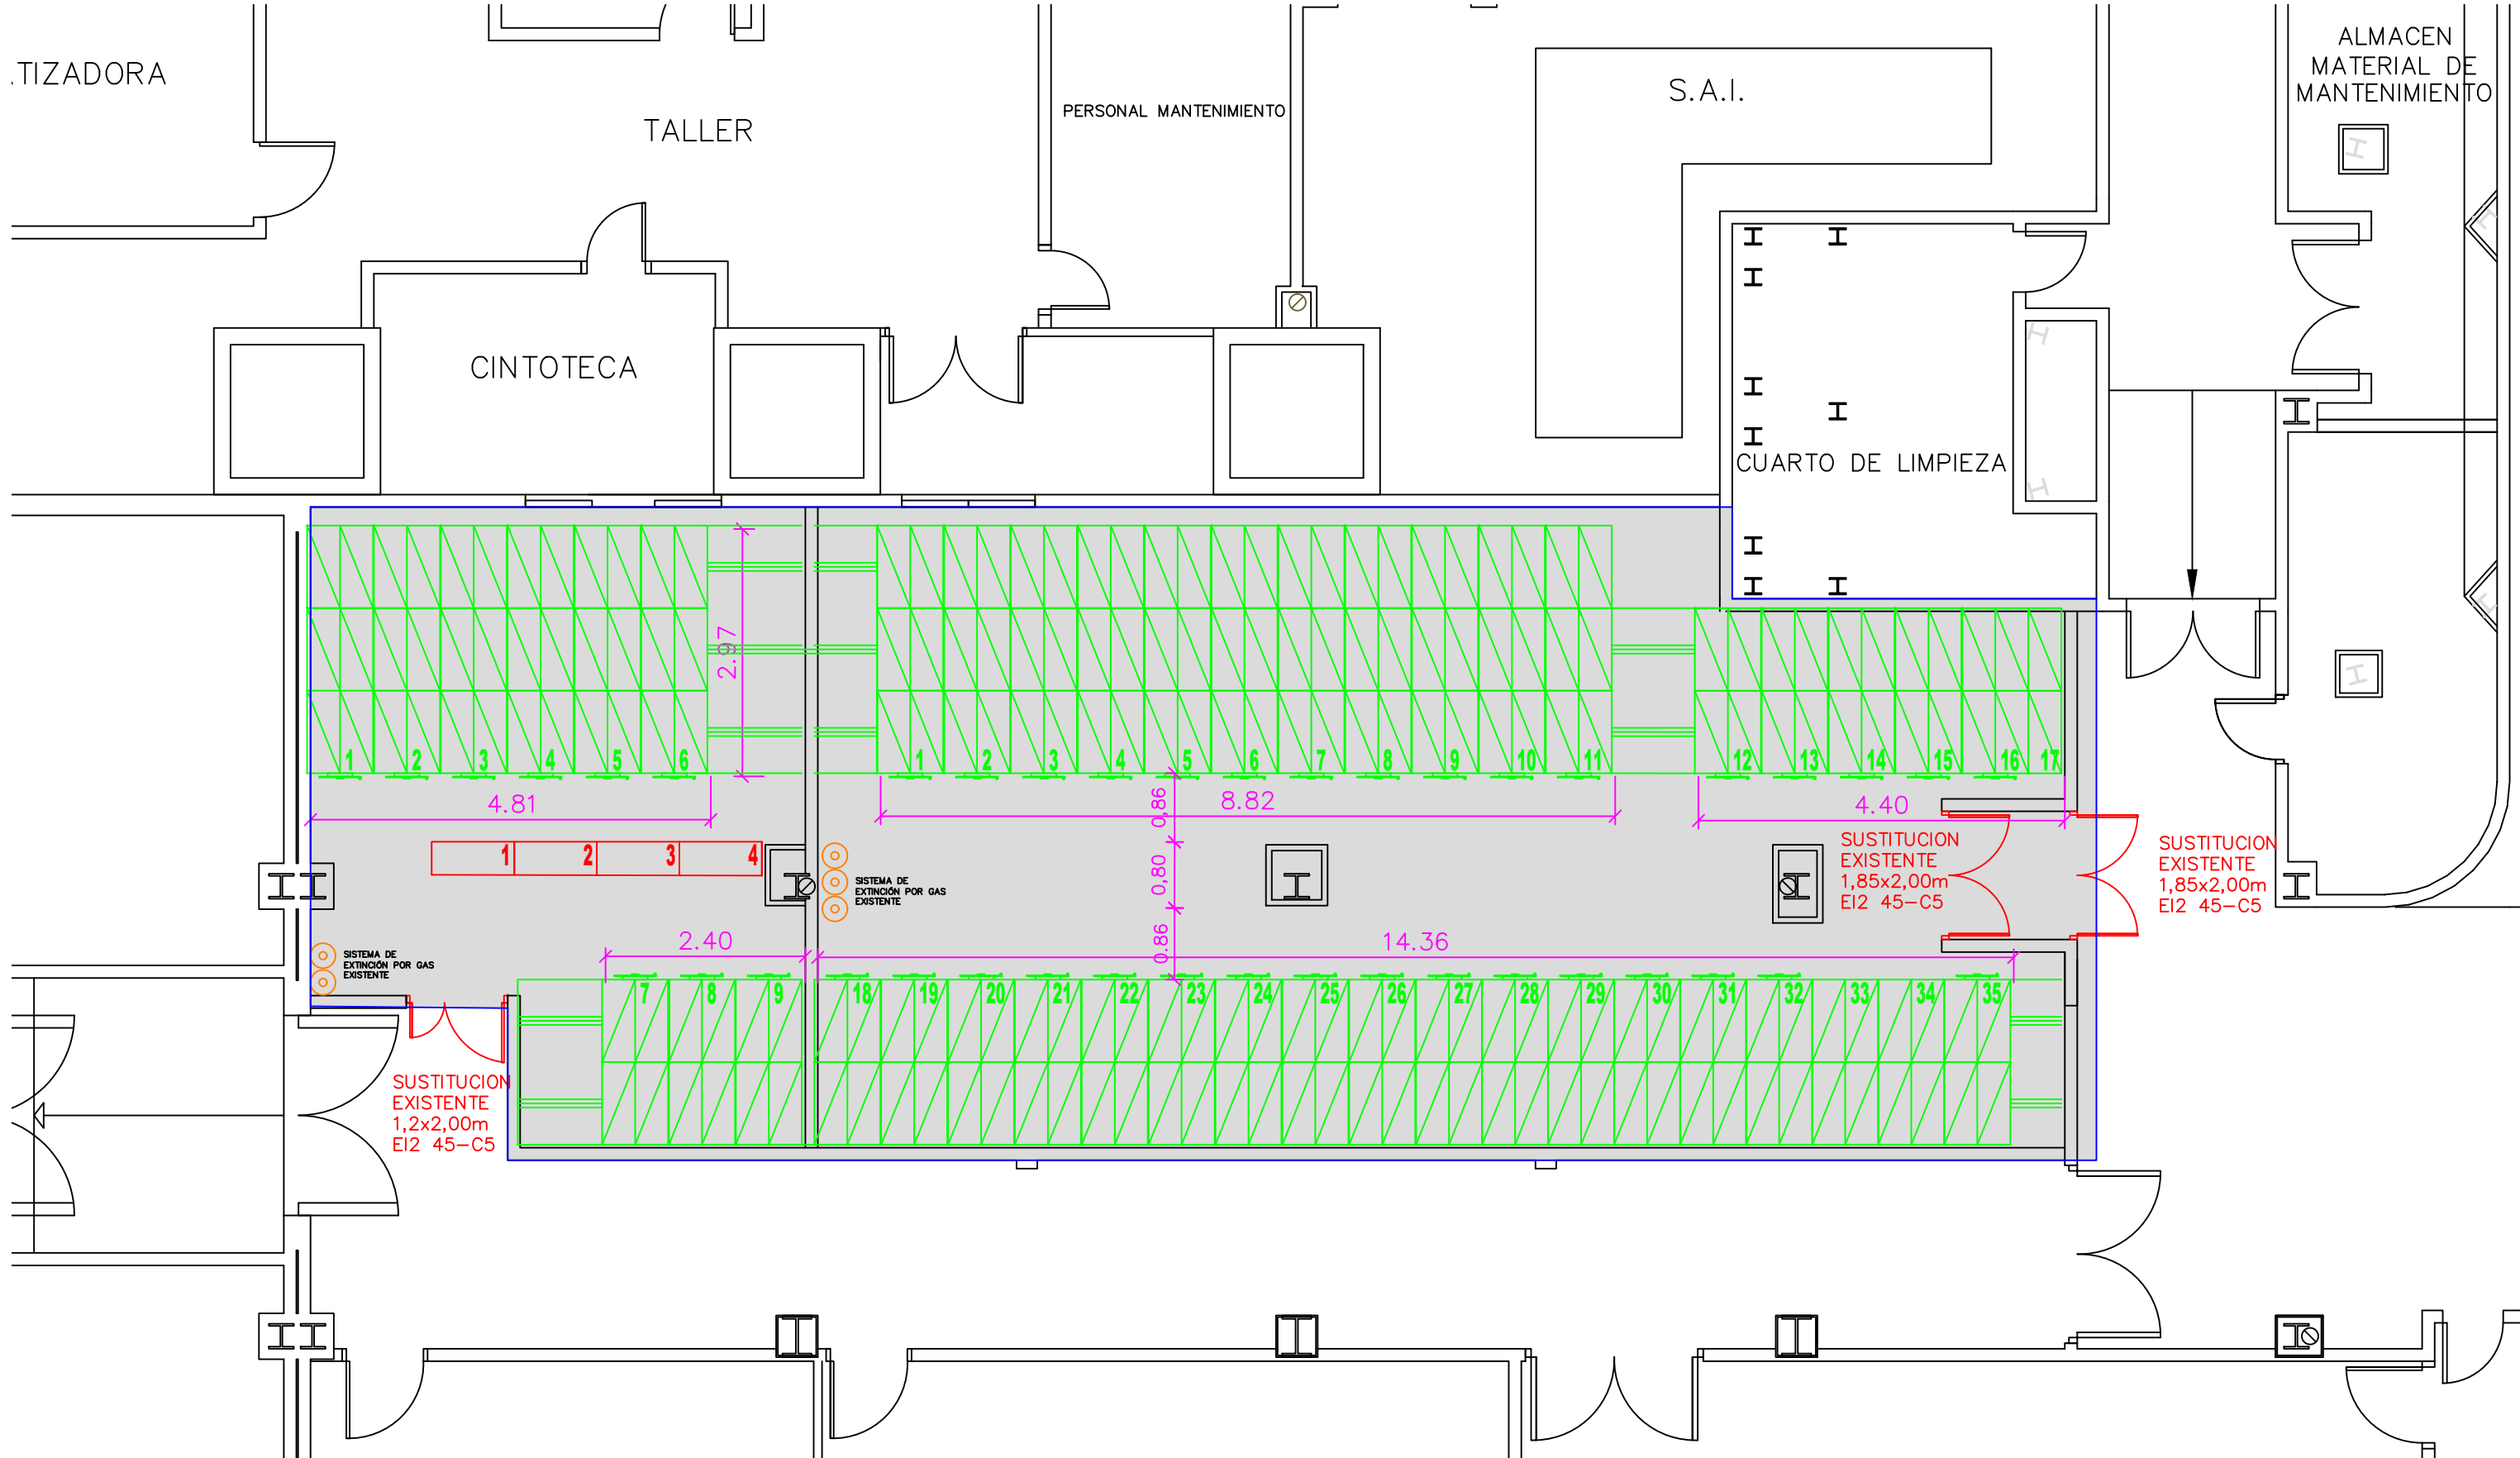 .TIZADORA
TALLER
PERSONAL MANTENIMIENTO
S.A.I.
ALMACEN
MATERIAL DE
MANTENIMIENTO
CINTOTECA
CUARTO DE LIMPIEZA
2.97
1 2 3 4 5 6
1 2 3 4 5 6 7 8 9 10 11
12 13 14 15 16 17
4.81
8.82
4.40
0,86
0,80
0.86
1 2 3 4
SISTEMA DE
EXTINCIÓN POR GAS
EXISTENTE
SUSTITUCION
EXISTENTE
1,85x2,00m
EI2 45-C5
SUSTITUCION
EXISTENTE
1,85x2,00m
EI2 45-C5
SISTEMA DE
EXTINCIÓN POR GAS
EXISTENTE
2.40
14.36
7 8 9
18 19 20 21 22 23 24 25 26 27 28 29 30 31 32 33 34 35
SUSTITUCION
EXISTENTE
1,2x2,00m
EI2 45-C5